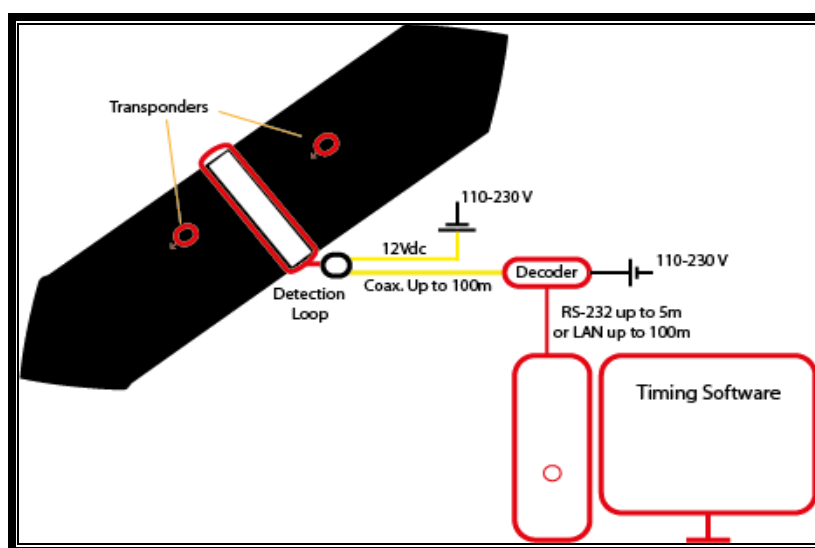 Transponders
110-230 V
12Vdc
Detection
Loop
Coax. Up to 100m
Decoder
110-230 V
RS-232 up to 5m
or LAN up to 100m
Timing Software